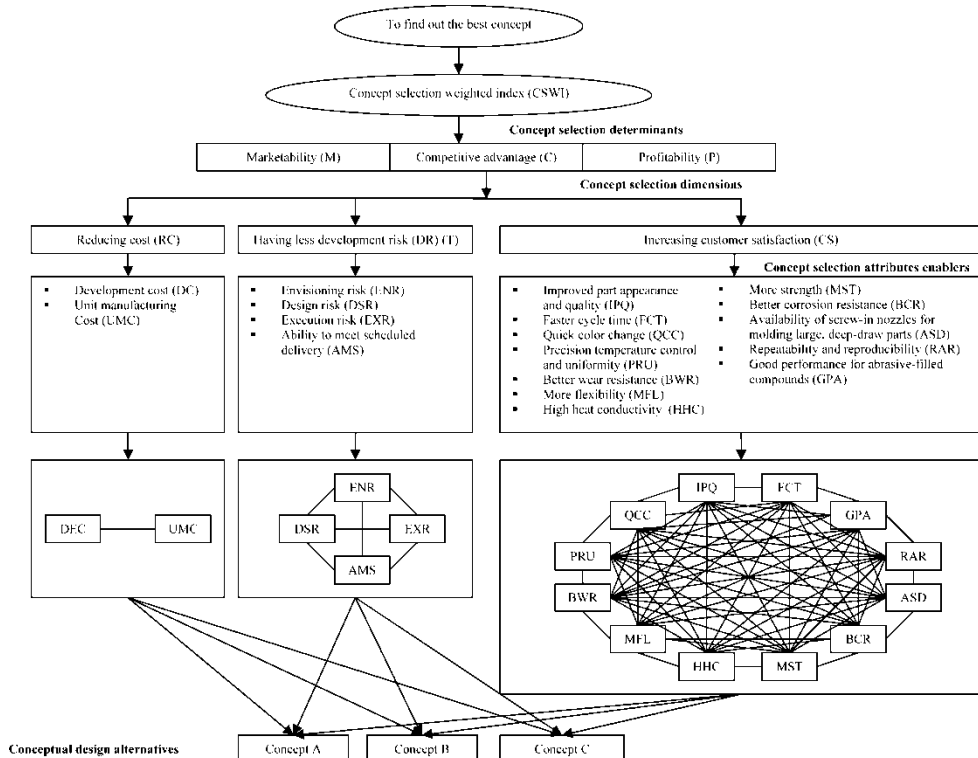 To find out the best concept
Concept selection weighted index (CSWI)
Concept selection determinants
Marketability (M)
Competitive advantage (C)
Profitability (P)
Concept selection dimensions
Reducing cost (RC)
Having less development risk (DR) (T)
Increasing customer satisfaction (CS)
Concept selection attributes enablers
Development cost (DC)
Unit manufacturing
Cost (UMC)
Envisioning risk (ENR)
Design risk (DSR)
Execution risk (EXR)
Ability to meet scheduled
delivery (AMS)
Improved part appearance
and quality (IPQ)
Faster cycle time (FCT)
Quick color change (QCC)
Precision temperature control
and uniformity (PRU)
Better wear resistance (BWR)
More flexibility (MFL)
High heat conductivity (HHC)
More strength (MST)
Better corrosion resistance (BCR)
Availability of screw-in nozzles for
molding large, deep-draw parts (ASD)
Repeatability and reproducibility (RAR)
Good performance for abrasive-filled
compounds (GPA)
DEC
UMC
ENR
DSR
EXR
AMS
IPQ
FCT
QCC
GPA
PRU
RAR
BWR
ASD
MFL
BCR
HHC
MST
Conceptual design alternatives
Concept A
Concept B
Concept C